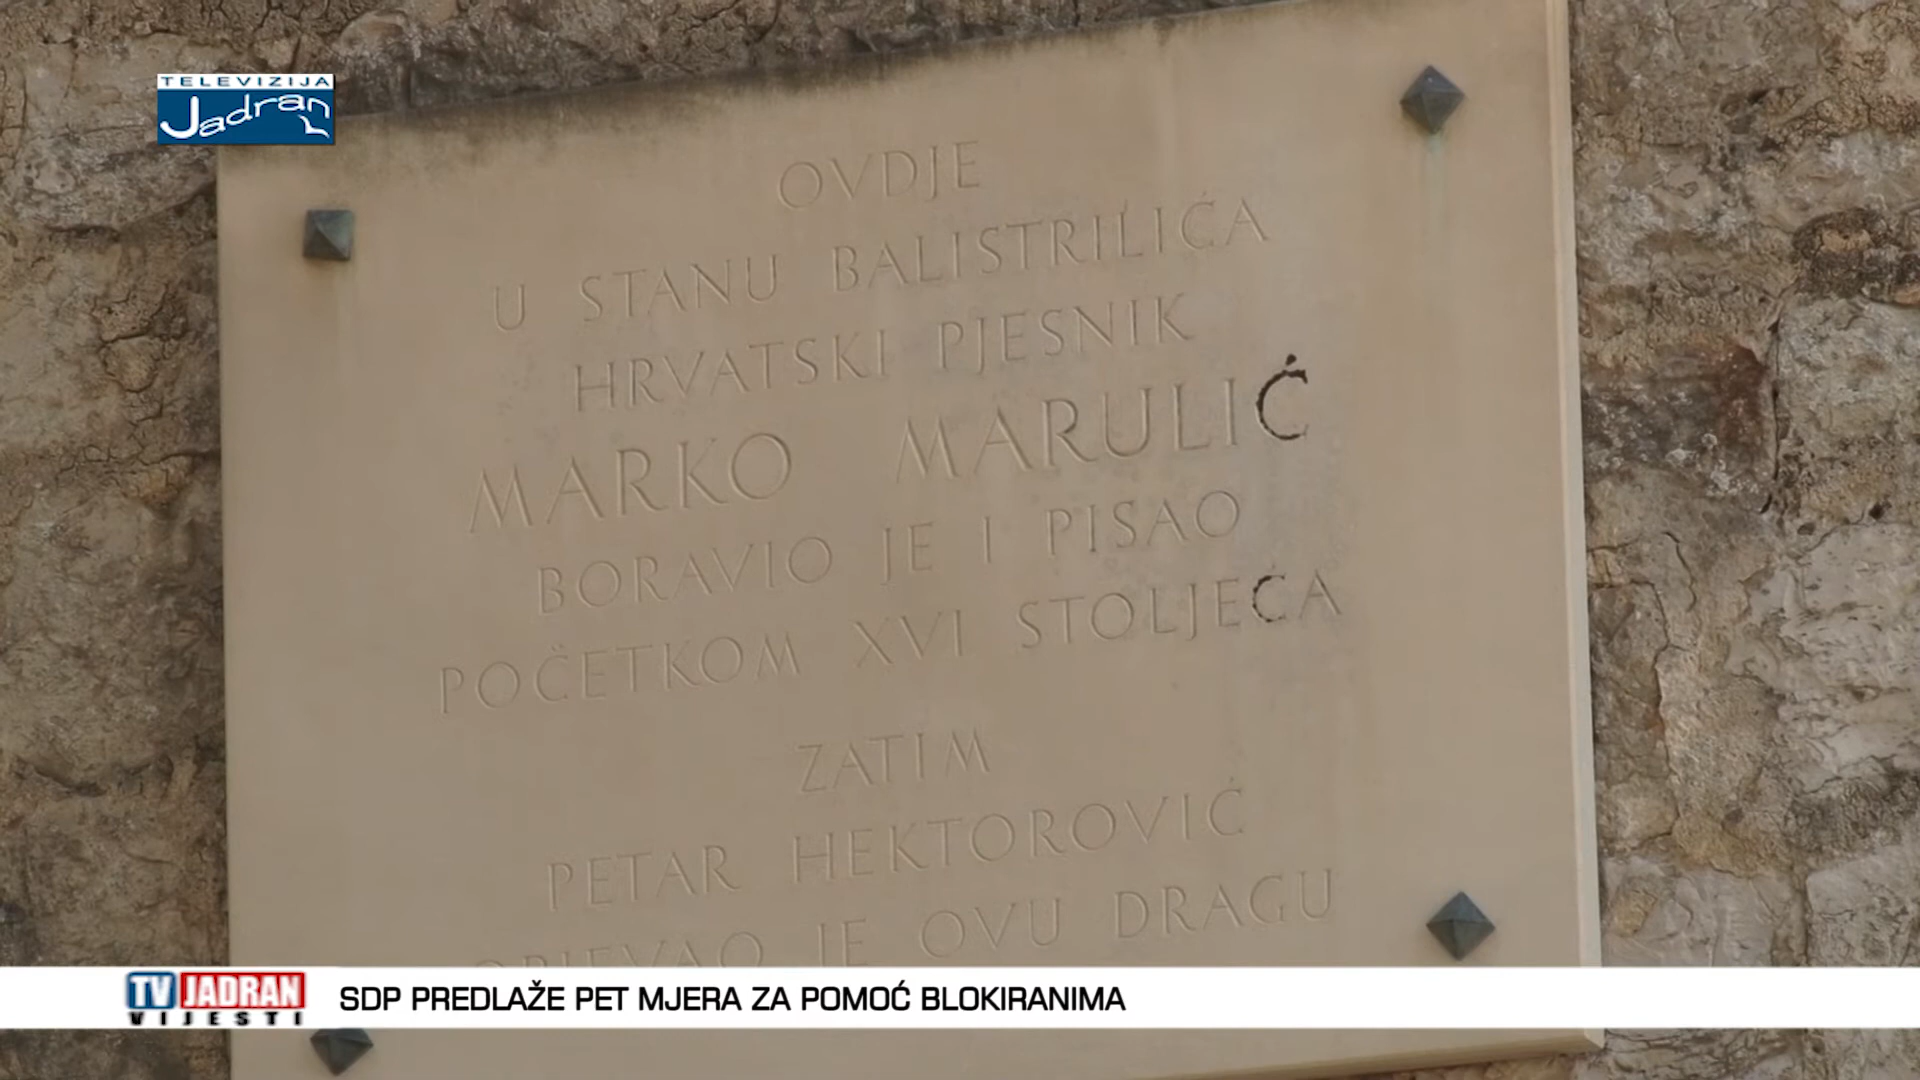 TELEVIZIJA
Jadran
OVDJE
U STANU BALISTRILIĆA
HRVATSKI PJESNIK
MARKO MARULIĆ
BORAVIO JE I PISAO
POČETKOM XVI STOLJEĆA
ZATIM
PETAR HEKTOROVIĆ
JE OVU DRAGU
TV JADRAN
VIJESTI
SDP PREDLAŽE PET MJERA ZA POMOĆ BLOKIRANIMA